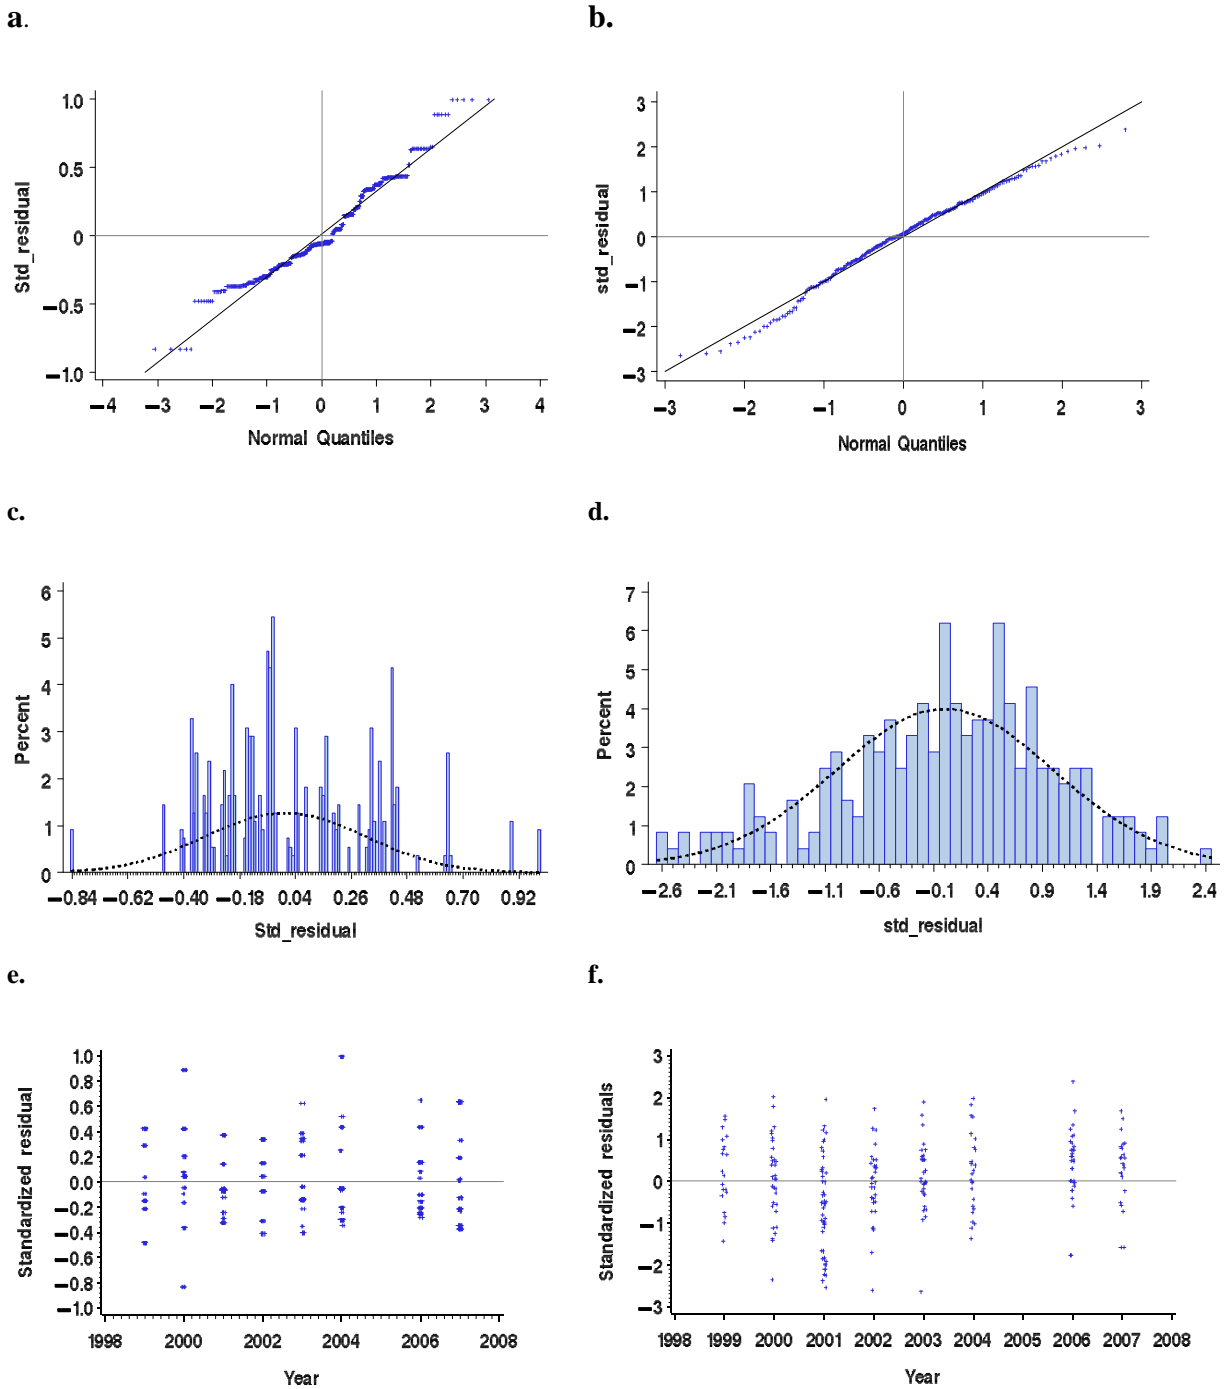 a.
b.
1.0
0.5
0
−0.5
−1.0
Std_residual
−4 −3 −2 −1 0 1 2 3 4
Normal Quantiles
3
2
1
0
−1
−2
−3
std_residual
−3 −2 −1 0 1 2 3
Normal Quantiles
c.
d.
6
5
4
3
2
1
0
Percent
−0.84 −0.62 −0.40 −0.18 0.04 0.26 0.48 0.70 0.92
Std_residual
7
6
5
4
3
2
1
0
Percent
−2.6 −2.1 −1.6 −1.1 −0.6 −0.1 0.4 0.9 1.4 1.9 2.4
std_residual
e.
f.
1.0
0.8
0.6
0.4
0.2
0.0
−0.2
−0.4
−0.6
−0.8
−1.0
Standardized residual
1998 2000 2002 2004 2006 2008
Year
3
2
1
0
−1
−2
−3
Standardized residuals
1998 1999 2000 2001 2002 2003 2004 2005 2006 2007 2008
Year